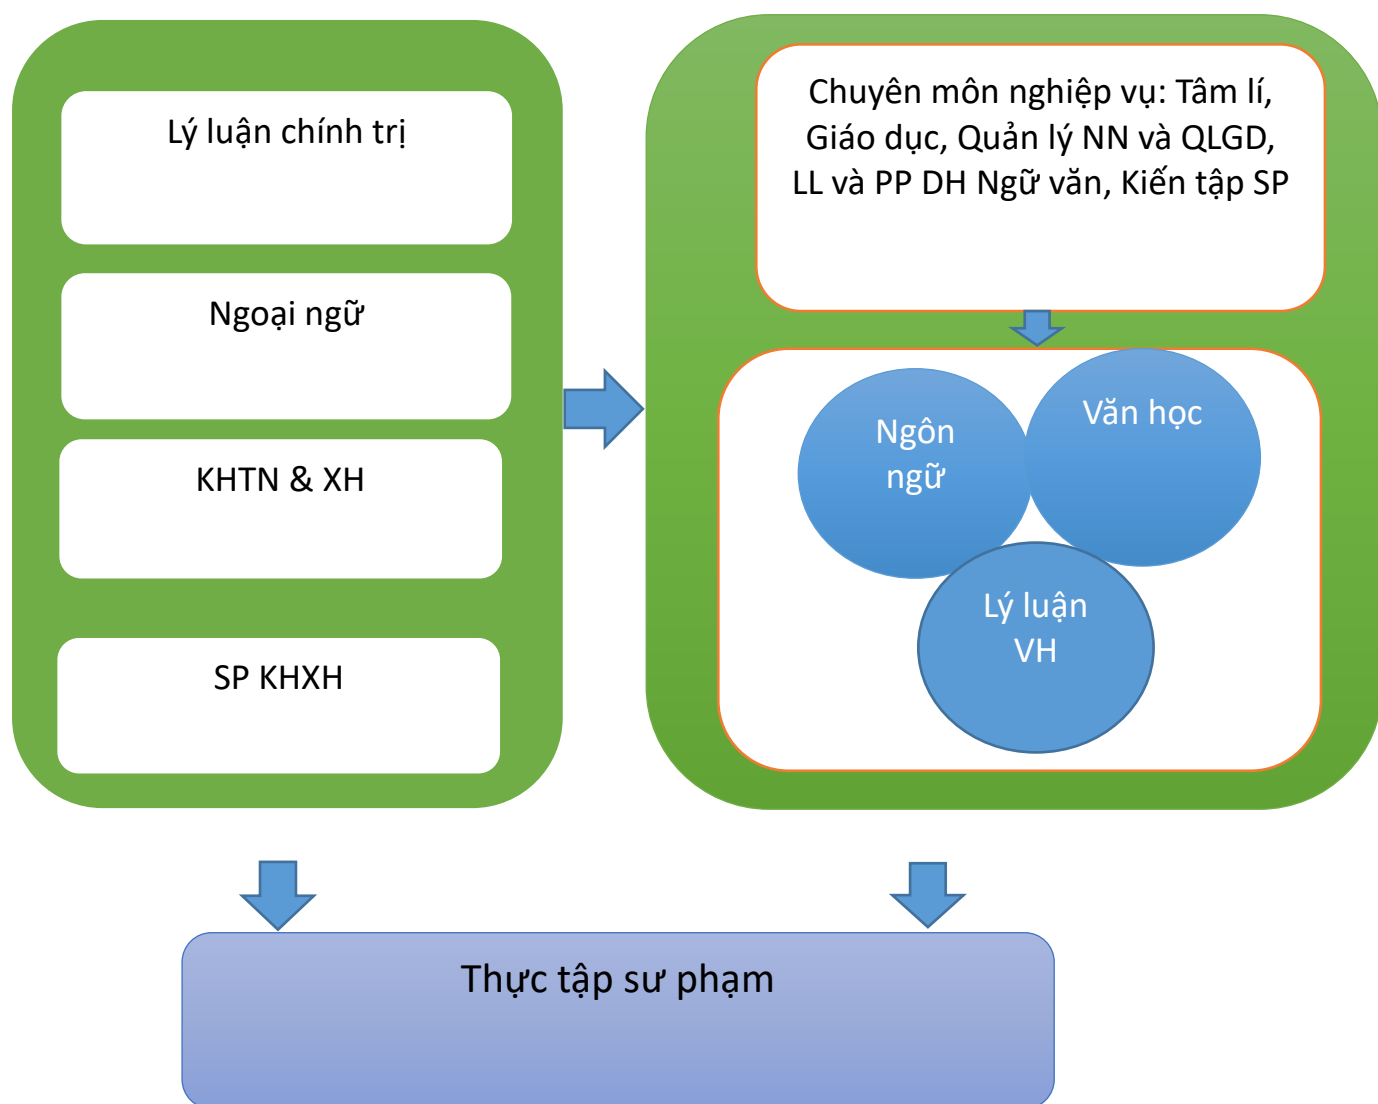 Lý luận chính trị
Ngoại ngữ
KHTN & XH
SP KHXH
Chuyên môn nghiệp vụ: Tâm lí,
Giáo dục, Quản lý NN và QLGD,
LL và PP DH Ngữ văn, Kiến tập SP
Ngôn
ngữ
Văn học
Lý luận
VH
Thực tập sư phạm